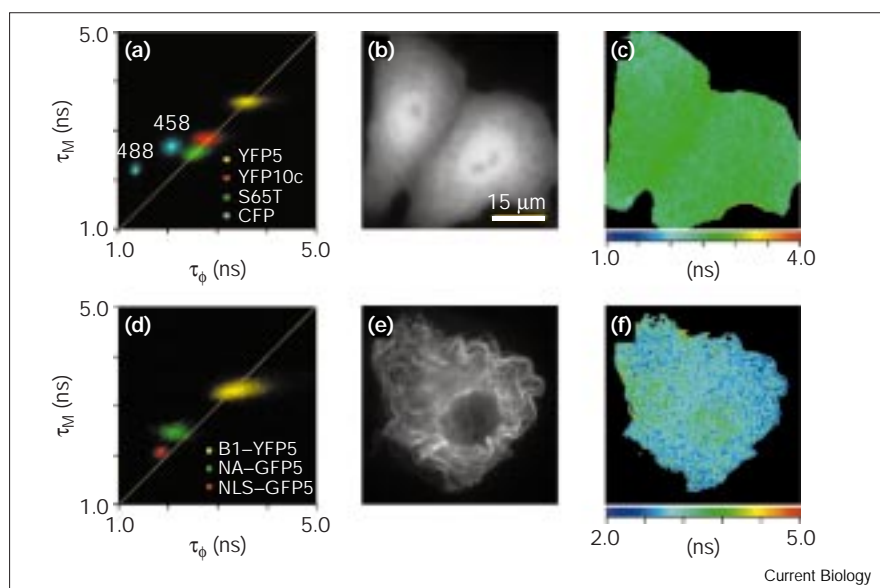 5.0
(a)
(b)
(c)
τM (ns)
458
488
YFP5
YFP10c
S65T
CFP
15 μm
1.0
1.0
5.0
1.0
4.0
τϕ (ns)
(ns)
5.0
(d)
(e)
(f)
τM (ns)
B1–YFP5
NA–GFP5
NLS–GFP5
1.0
1.0
5.0
2.0
5.0
τϕ (ns)
(ns)
Current Biology